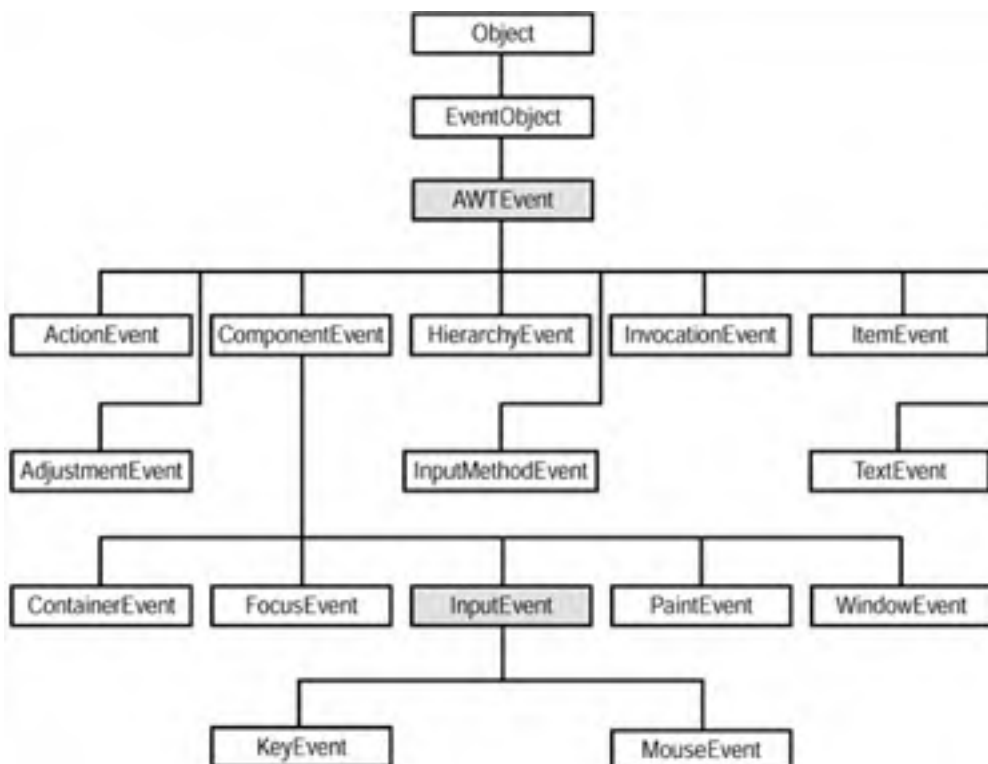 Object
EventObject
AWTEvent
ActionEvent
ComponentEvent
HierarchyEvent
InvocationEvent
ItemEvent
AdjustmentEvent
InputMethodEvent
TextEvent
ContainerEvent
FocusEvent
InputEvent
PaintEvent
WindowEvent
KeyEvent
MouseEvent